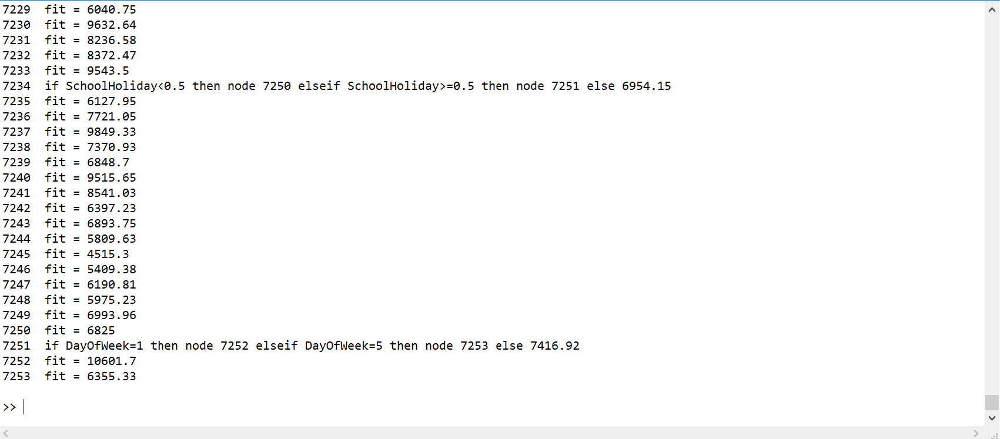 7229  fit = 6040.75
7230  fit = 9632.64
7231  fit = 8236.58
7232  fit = 8372.47
7233  fit = 9543.5
7234  if SchoolHoliday<0.5 then node 7250 elseif SchoolHoliday>=0.5 then node 7251 else 6954.15
7235  fit = 6127.95
7236  fit = 7721.05
7237  fit = 9849.33
7238  fit = 7370.93
7239  fit = 6848.7
7240  fit = 9515.65
7241  fit = 8541.03
7242  fit = 6397.23
7243  fit = 6893.75
7244  fit = 5809.63
7245  fit = 4515.3
7246  fit = 5409.38
7247  fit = 6190.81
7248  fit = 5975.23
7249  fit = 6993.96
7250  fit = 6825
7251  if DayOfWeek=1 then node 7252 elseif DayOfWeek=5 then node 7253 else 7416.92
7252  fit = 10601.7
7253  fit = 6355.33
>>